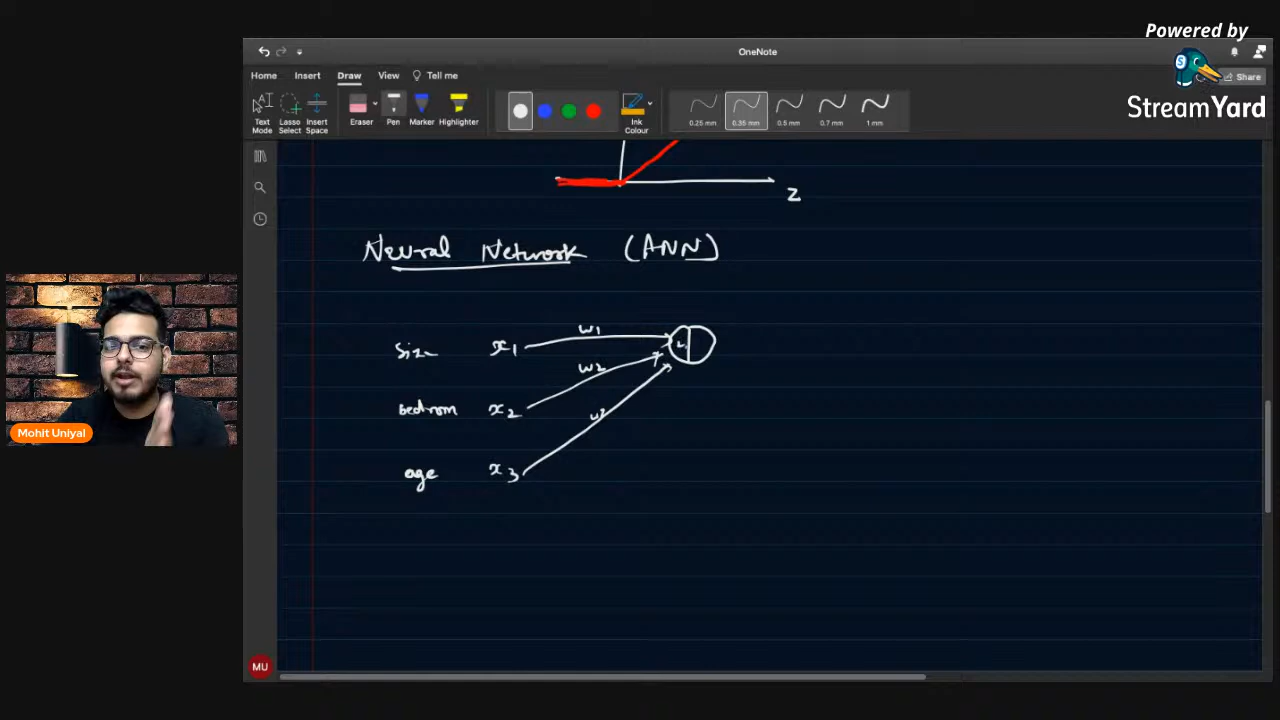 Powered by
StreamYard
OneNote
Home Insert Draw View Tell me
Share
Text Mode
Lasso Select
Insert Space
Eraser
Pen
Marker
Highlighter
Ink Colour
0.25 mm
0.35 mm
0.5 mm
0.7 mm
1 mm
Z
Neural Network (ANN)
Size x1 w1
Bedroom x2 w2
age x3 w3
Mohit Uniyal
MU